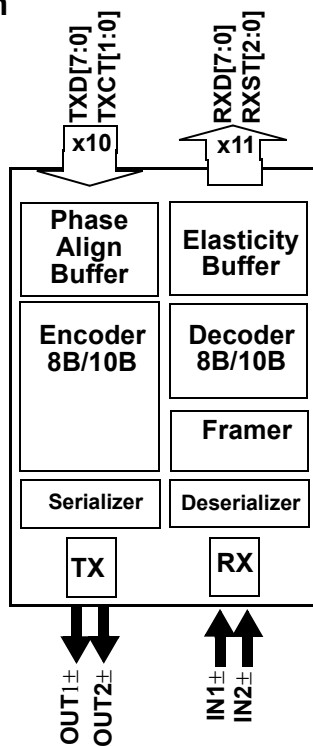 n
TXD[7:0]
TXCT[1:0]
RXD[7:0]
RXST[2:0]
x10
x11
Phase
Align
Buffer
Elasticity
Buffer
Encoder
8B/10B
Decoder
8B/10B
Framer
Serializer
Deserializer
TX
RX
OUT1±
OUT2±
IN1±
IN2±